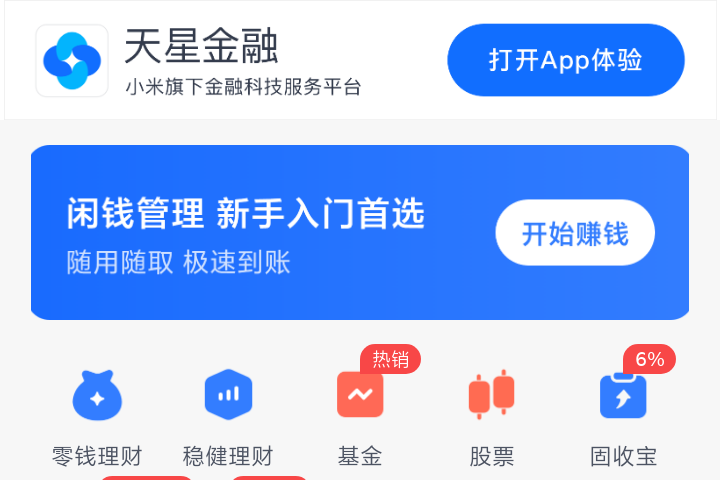 天星金融
小米旗下金融科技服务平台
打开App体验
闲钱管理 新手入门首选
随用随取 极速到账
开始赚钱
热销
6%
零钱理财
稳健理财
基金
股票
固收宝